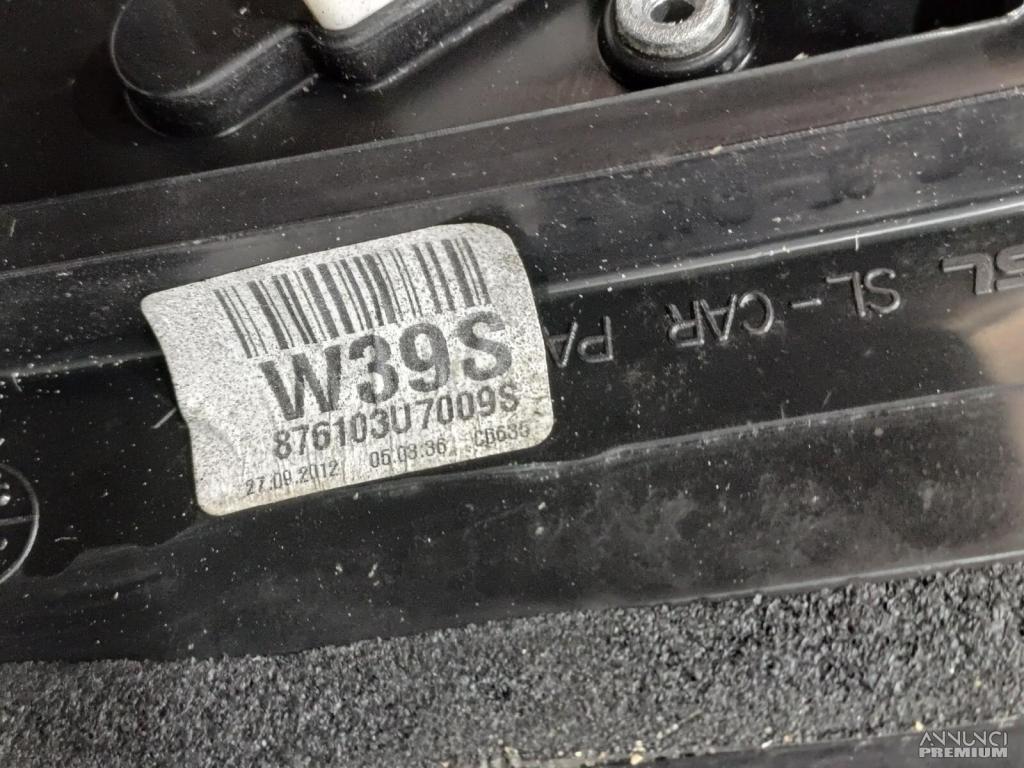 W39S
876103U7009S
27.09.2012 05.03.36 CB635
SL SL-CAR PA
ANNUNCI
PREMIUM